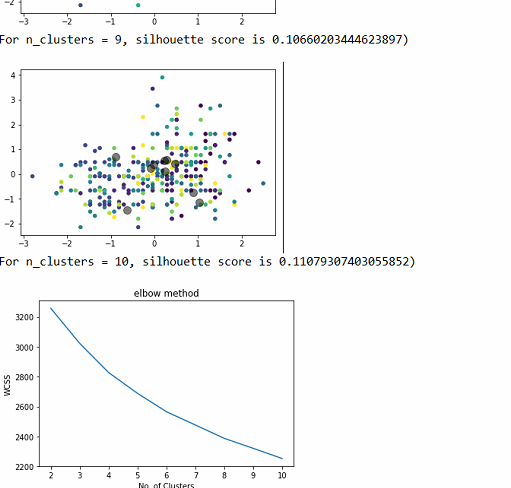 −2
−3 −2 −1 0 1 2
For n_clusters = 9, silhouette score is 0.10660203444623897)
4
3
2
1
0
−1
−2
−3 −2 −1 0 1 2
For n_clusters = 10, silhouette score is 0.11079307403055852)
elbow method
3200
3000
2800
2600
2400
2200
WCSS
2 3 4 5 6 7 8 9 10
No. of Clusters